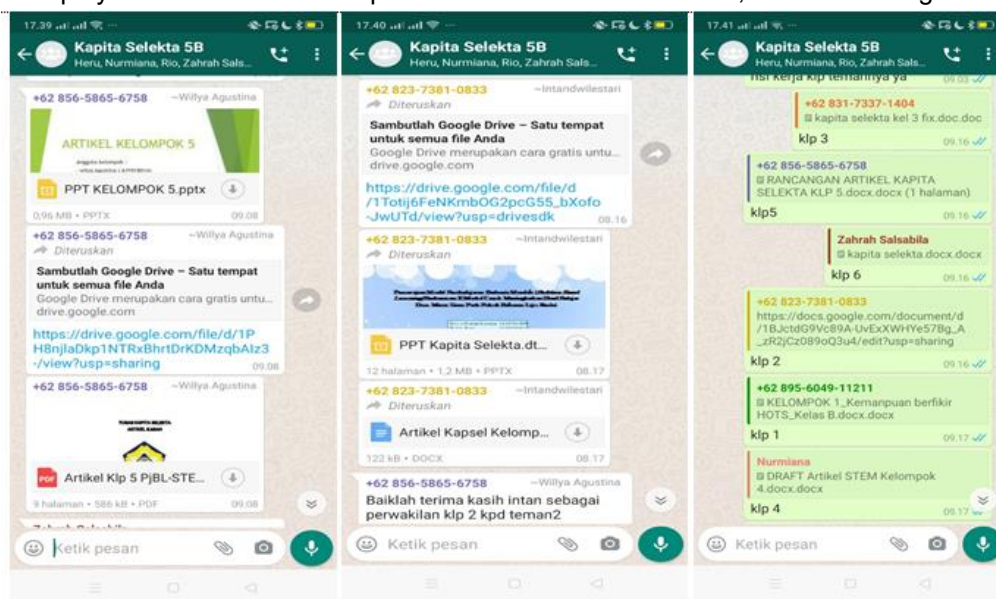 17.39
Kapita Selekta 5B
Heru, Nurmiana, Rio, Zahrah Sals...
+62 856-5865-6758 ~Willya Agustina
ARTIKEL KELOMPOK 5
PPT KELOMPOK 5.pptx
0,96 MB • PPTX 09.08
+62 856-5865-6758 ~Willya Agustina
Diteruskan
Sambutlah Google Drive – Satu tempat
untuk semua file Anda
Google Drive merupakan cara gratis untu...
drive.google.com
https://drive.google.com/file/d/1P
H8njlaDkp1NTRxBhrtDrKDMzqbAIz3
-/view?usp=sharing 09.08
+62 856-5865-6758 ~Willya Agustina
PDF
Artikel Klp 5 PjBL-STE...
9 halaman • 586 kB • PDF 09.08
Ketik pesan
17.40
Kapita Selekta 5B
Heru, Nurmiana, Rio, Zahrah Sals...
+62 823-7381-0833 ~Intandwilestari
Diteruskan
Sambutlah Google Drive – Satu tempat
untuk semua file Anda
Google Drive merupakan cara gratis untu...
drive.google.com
https://drive.google.com/file/d
/1Totij6FeNKmbOG2pcG55_bXofo
-JwUTd/view?usp=drivesdk 08.16
+62 823-7381-0833 ~Intandwilestari
Diteruskan
PPT Kapita Selekta.dt...
12 halaman • 1,2 MB • PPTX 08.17
+62 823-7381-0833 ~Intandwilestari
Diteruskan
Artikel Kapsel Kelomp...
122 kB • DOCX 08.17
+62 856-5865-6758 ~Willya Agustina
Baiklah terima kasih intan sebagai
perwakilan klp 2 kpd teman2
Ketik pesan
17.41
Kapita Selekta 5B
Heru, Nurmiana, Rio, Zahrah Sals...
hsl kerja klp temannya ya 09.03
+62 831-7337-1404
kapita selekta kel 3 fix.doc.doc
klp 3 09.16
+62 856-5865-6758
RANCANGAN ARTIKEL KAPITA
SELEKTA KLP 5.docx.docx (1 halaman)
klp5 09.16
Zahrah Salsabila
kapita selekta.docx.docx
klp 6 09.16
+62 823-7381-0833
https://docs.google.com/document/d
/1BJctdG9Vc89A-UvExXWHYe57Bg_A
_zR2jCz089oQ3u4/edit?usp=sharing
klp 2 09.16
+62 895-6049-11211
KELOMPOK 1_Kemanpuan berfikir
HOTS_Kelas B.docx.docx
klp 1 09.17
Nurmiana
DRAFT Artikel STEM Kelompok
4.docx.docx
klp 4 09.17
Ketik pesan